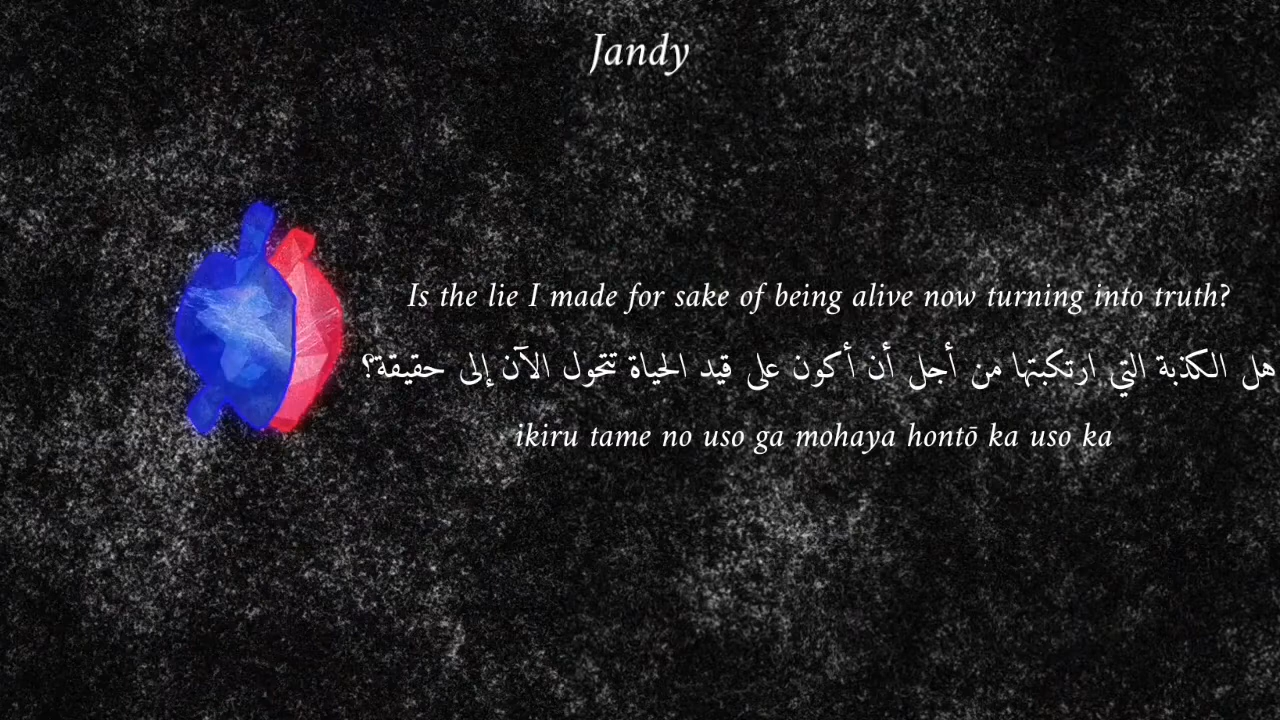 Jandy
Is the lie I made for sake of being alive now turning into truth?
هل الكذبة التي ارتكبتها من أجل أن أكون على قيد الحياة تتحول الآن إلى حقيقة؟
ikiru tame no uso ga mohaya hontō ka uso ka